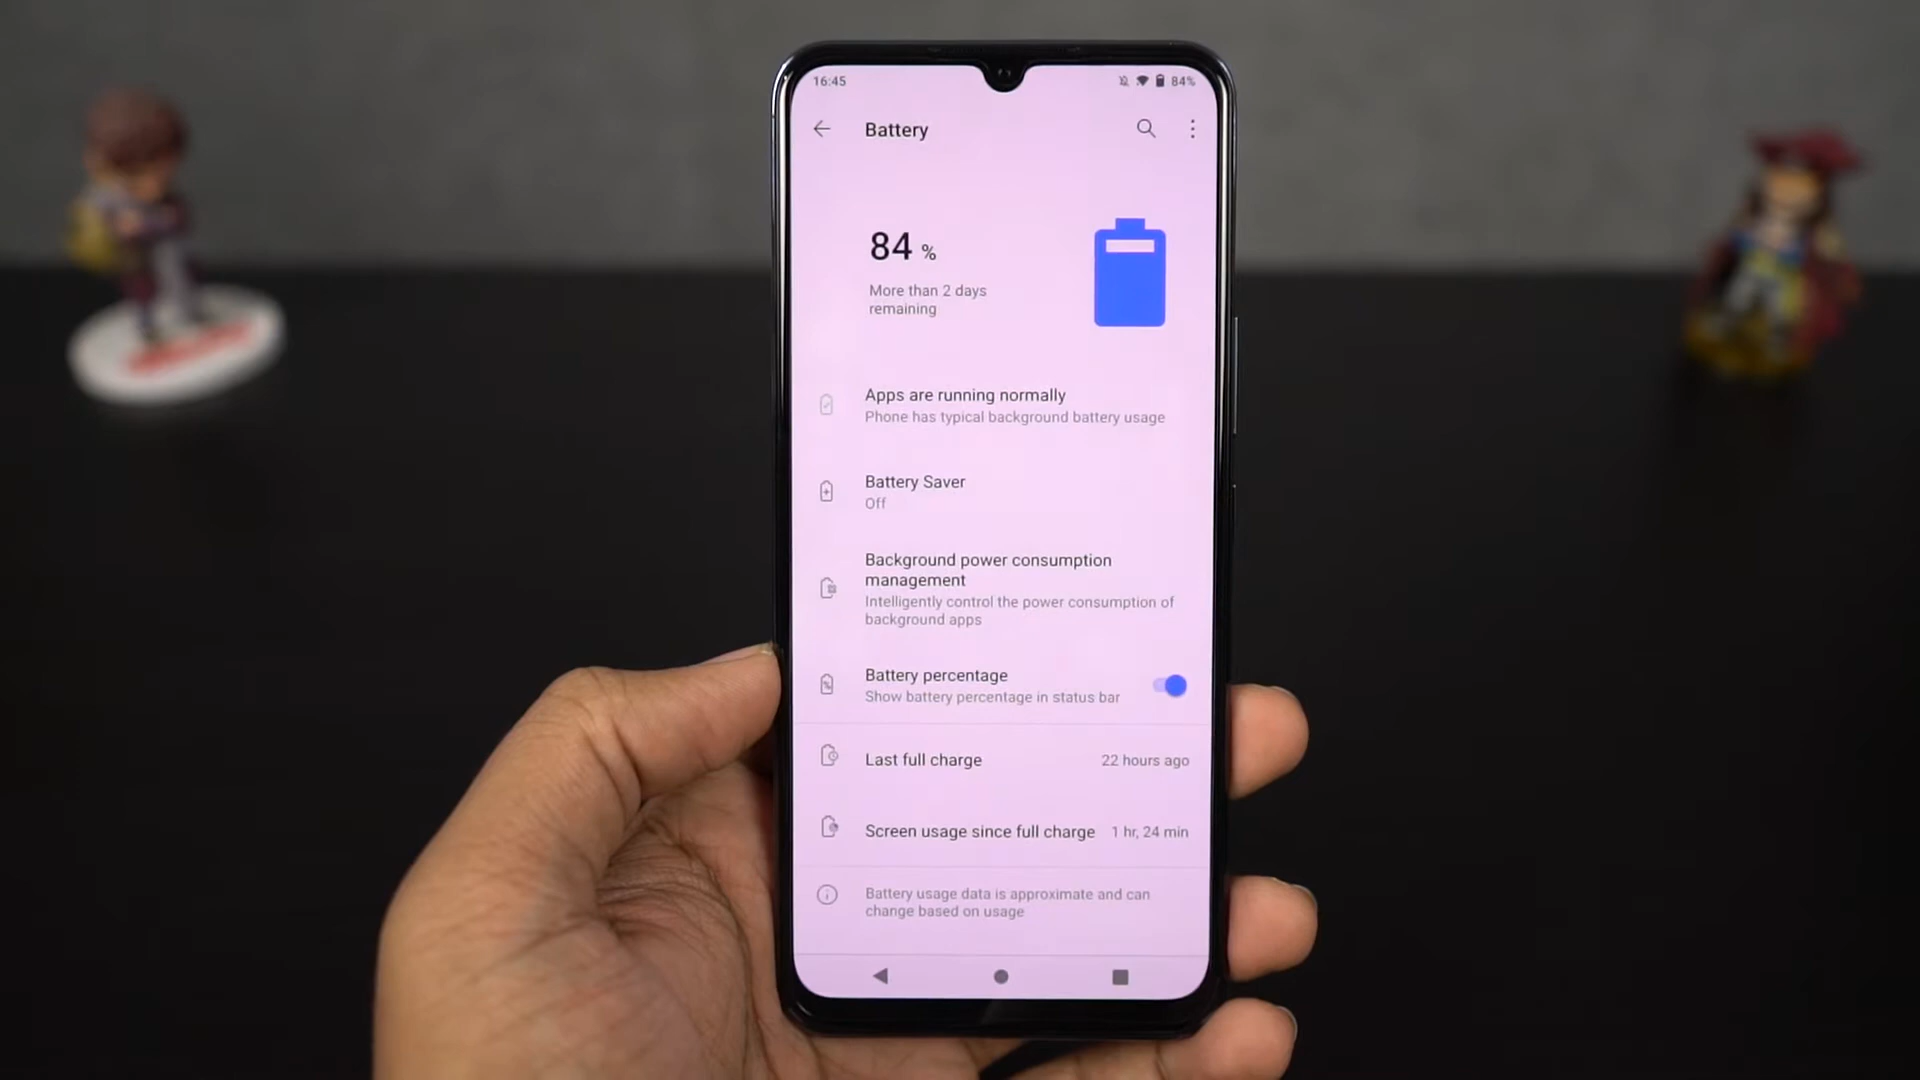 16:45
84%
Battery
84 %
More than 2 days
remaining
Apps are running normally
Phone has typical background battery usage
Battery Saver
Off
Background power consumption
management
Intelligently control the power consumption of
background apps
Battery percentage
Show battery percentage in status bar
Last full charge
22 hours ago
Screen usage since full charge
1 hr, 24 min
Battery usage data is approximate and can
change based on usage